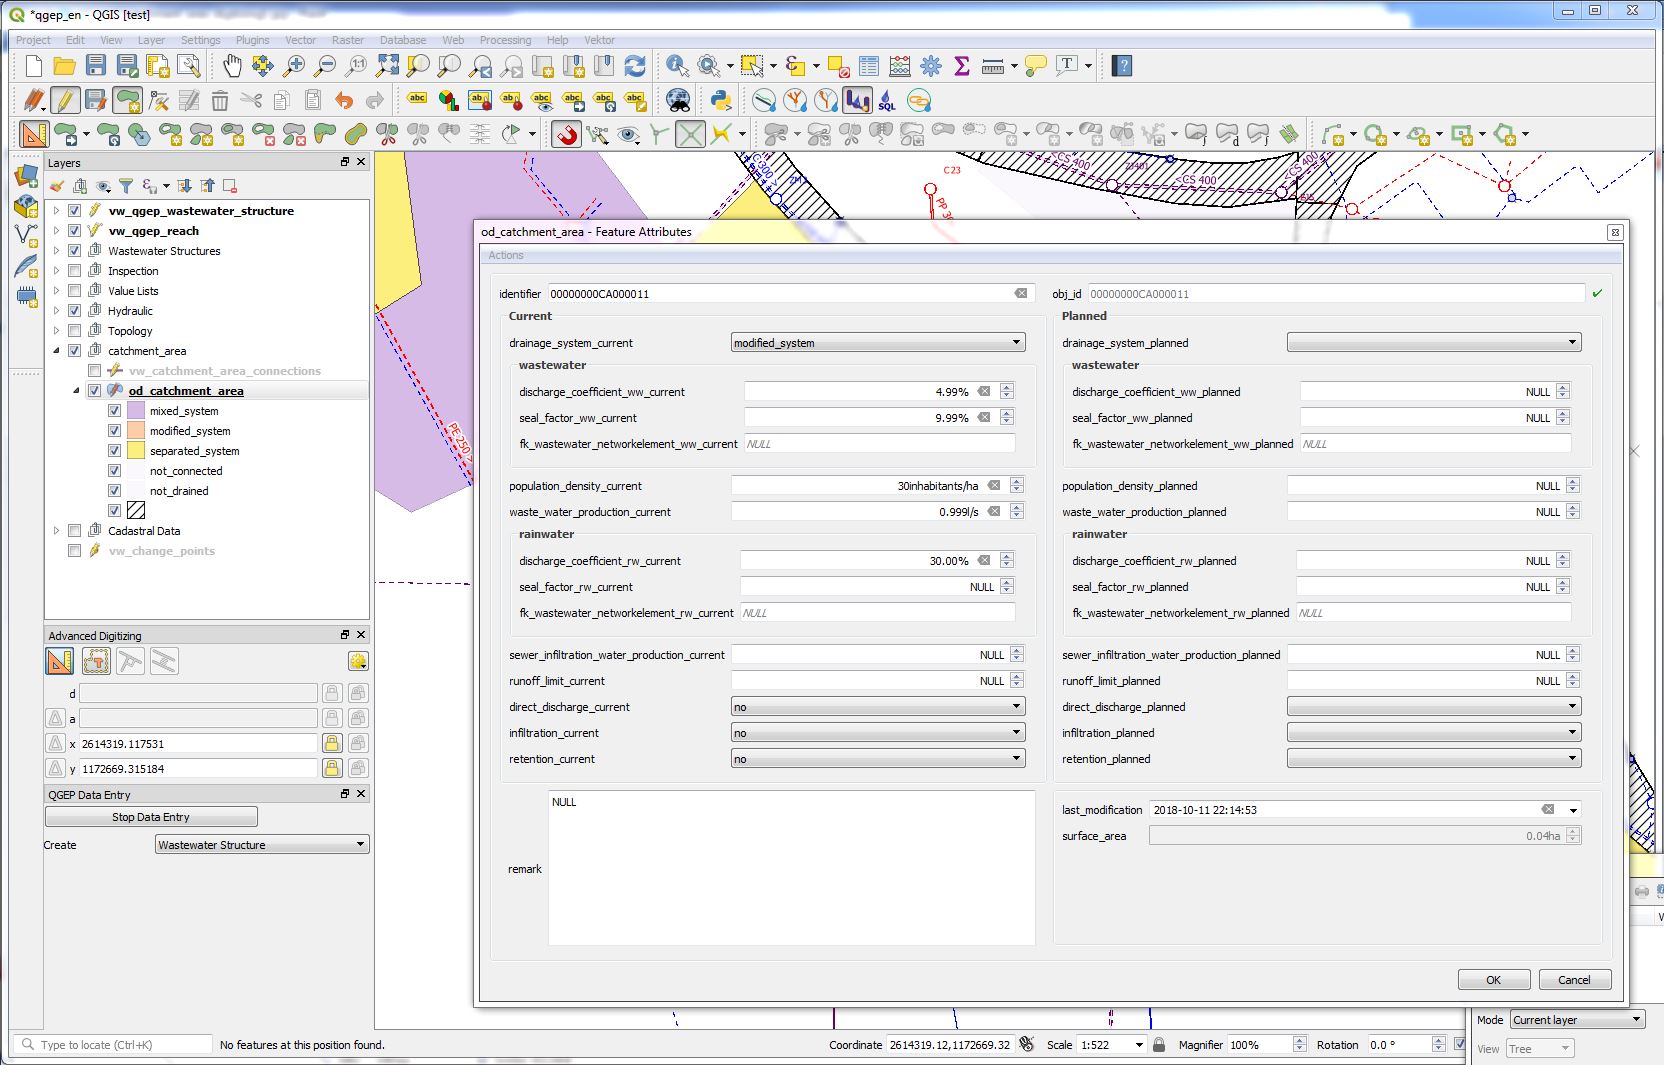 *qgep_en - QGIS [test]
Project Edit View Layer Settings Plugins Vector Raster Database Web Processing Help Vektor
Layers
vw_qgep_wastewater_structure
vw_qgep_reach
Wastewater Structures
Inspection
Value Lists
Hydraulic
Topology
catchment_area
vw_catchment_area_connections
od_catchment_area
mixed_system
modified_system
separated_system
not_connected
not_drained
Cadastral Data
vw_change_points
Advanced Digitizing
d
a
x 2614319.117531
y 1172669.315184
QGEP Data Entry
Stop Data Entry
Create Wastewater Structure
C23
<CS 400
<CS 400
PE 250 >
od_catchment_area - Feature Attributes
Actions
identifier 00000000CA000011
obj_id 00000000CA000011
Current
drainage_system_current modified_system
wastewater
discharge_coefficient_ww_current 4.99%
seal_factor_ww_current 9.99%
fk_wastewater_networkelement_ww_current NULL
population_density_current 30inhabitants/ha
waste_water_production_current 0.999l/s
rainwater
discharge_coefficient_rw_current 30.00%
seal_factor_rw_current NULL
fk_wastewater_networkelement_rw_current NULL
sewer_infiltration_water_production_current NULL
runoff_limit_current NULL
direct_discharge_current no
infiltration_current no
retention_current no
Planned
drainage_system_planned
wastewater
discharge_coefficient_ww_planned NULL
seal_factor_ww_planned NULL
fk_wastewater_networkelement_ww_planned NULL
population_density_planned NULL
waste_water_production_planned NULL
rainwater
discharge_coefficient_rw_planned NULL
seal_factor_rw_planned NULL
fk_wastewater_networkelement_rw_planned NULL
sewer_infiltration_water_production_planned NULL
runoff_limit_planned NULL
direct_discharge_planned
infiltration_planned
retention_planned
remark NULL
last_modification 2018-10-11 22:14:53
surface_area 0.04ha
OK Cancel
Mode Current layer
View Tree
Type to locate (Ctrl+K) No features at this position found. Coordinate 2614319.12,1172669.32 Scale 1:522 Magnifier 100% Rotation 0.0 °